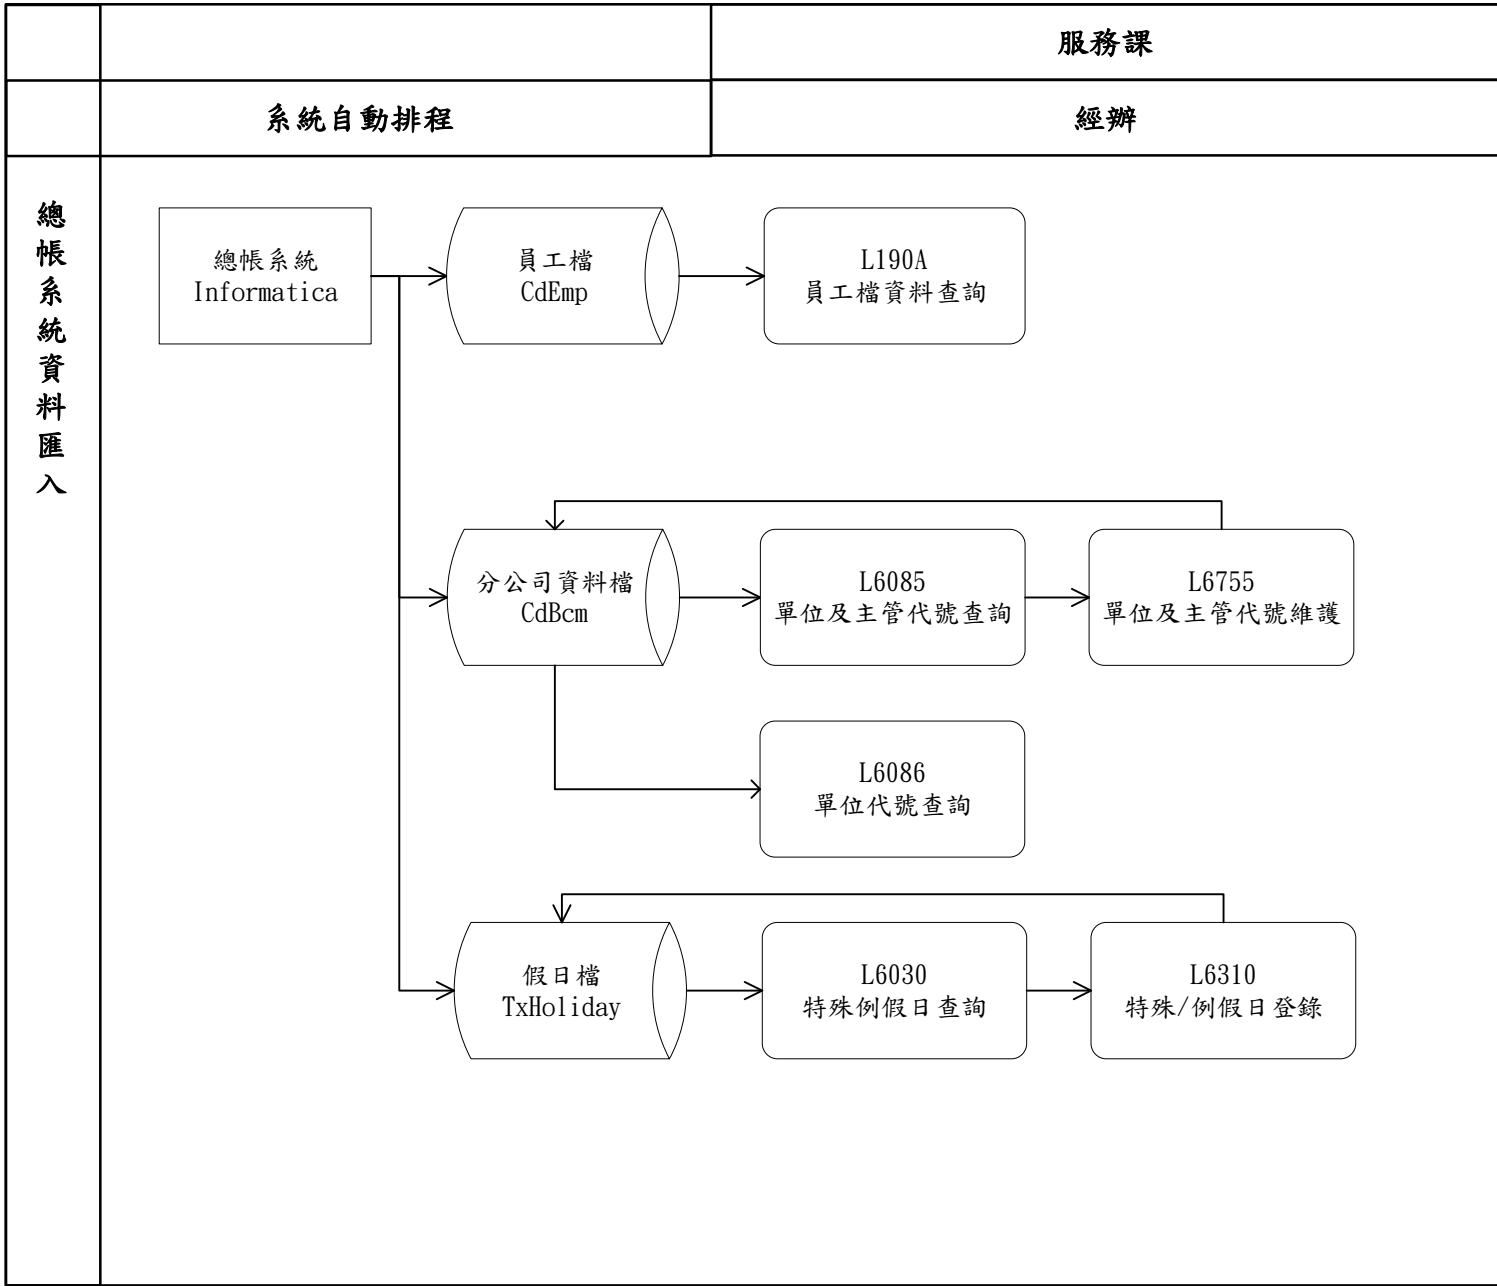 服務課
系統自動排程
經辦
總帳系統資料匯入
總帳系統
Informatica
員工檔
CdEmp
L190A
員工檔資料查詢
分公司資料檔
CdBcm
L6085
單位及主管代號查詢
L6755
單位及主管代號維護
L6086
單位代號查詢
假日檔
TxHoliday
L6030
特殊例假日查詢
L6310
特殊/例假日登錄